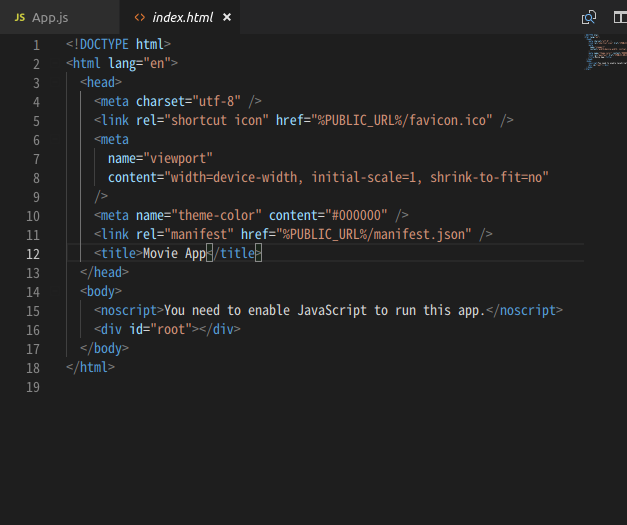 JS App.js <> index.html ×
1 <!DOCTYPE html>
2 <html lang="en">
3 <head>
4 <meta charset="utf-8" />
5 <link rel="shortcut icon" href="%PUBLIC_URL%/favicon.ico" />
6 <meta
7 name="viewport"
8 content="width=device-width, initial-scale=1, shrink-to-fit=no"
9 />
10 <meta name="theme-color" content="#000000" />
11 <link rel="manifest" href="%PUBLIC_URL%/manifest.json" />
12 <title>Movie App</title>
13 </head>
14 <body>
15 <noscript>You need to enable JavaScript to run this app.</noscript>
16 <div id="root"></div>
17 </body>
18 </html>
19